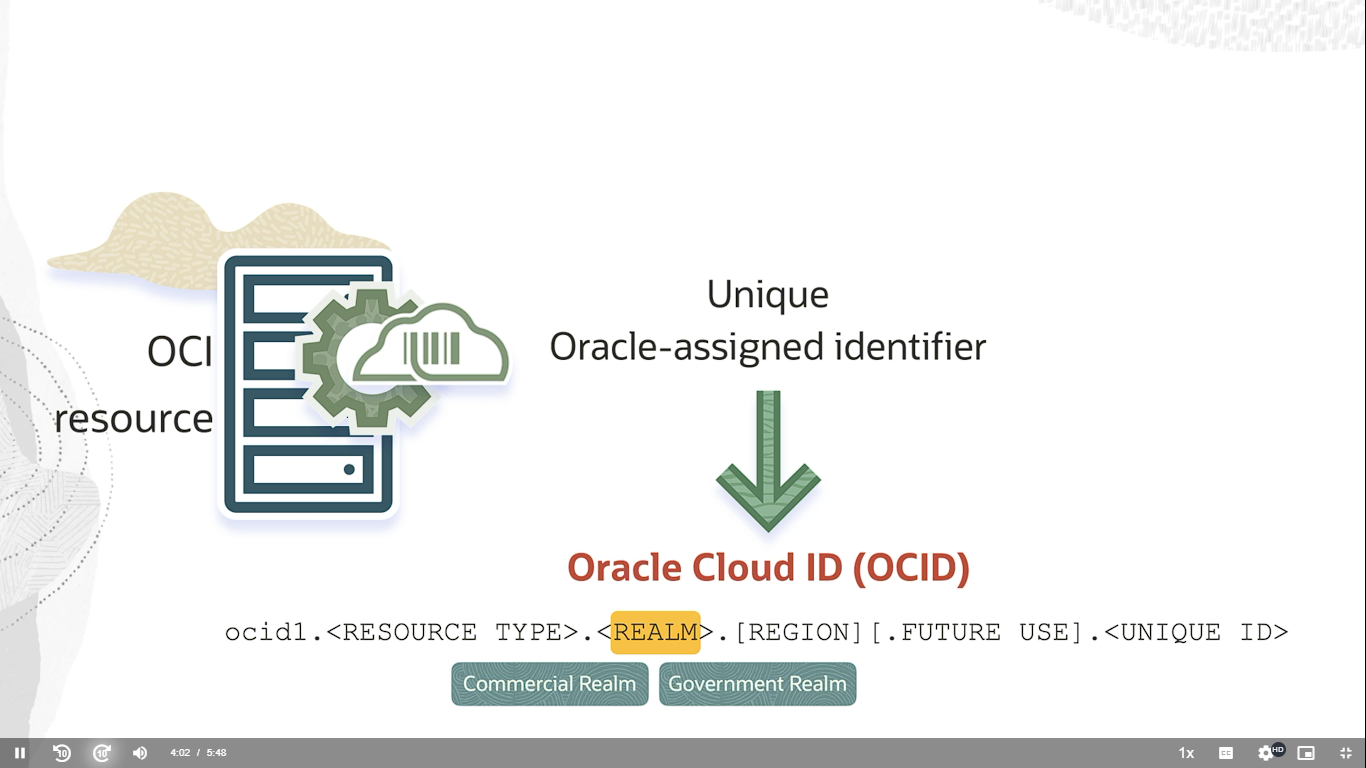 OCI
resource
Unique
Oracle-assigned identifier
Oracle Cloud ID (OCID)
ocid1.<RESOURCE TYPE>.<REALM>.[REGION][.FUTURE USE].<UNIQUE ID>
Commercial Realm
Government Realm
10 10 4:02 / 5:48 1x CC HD